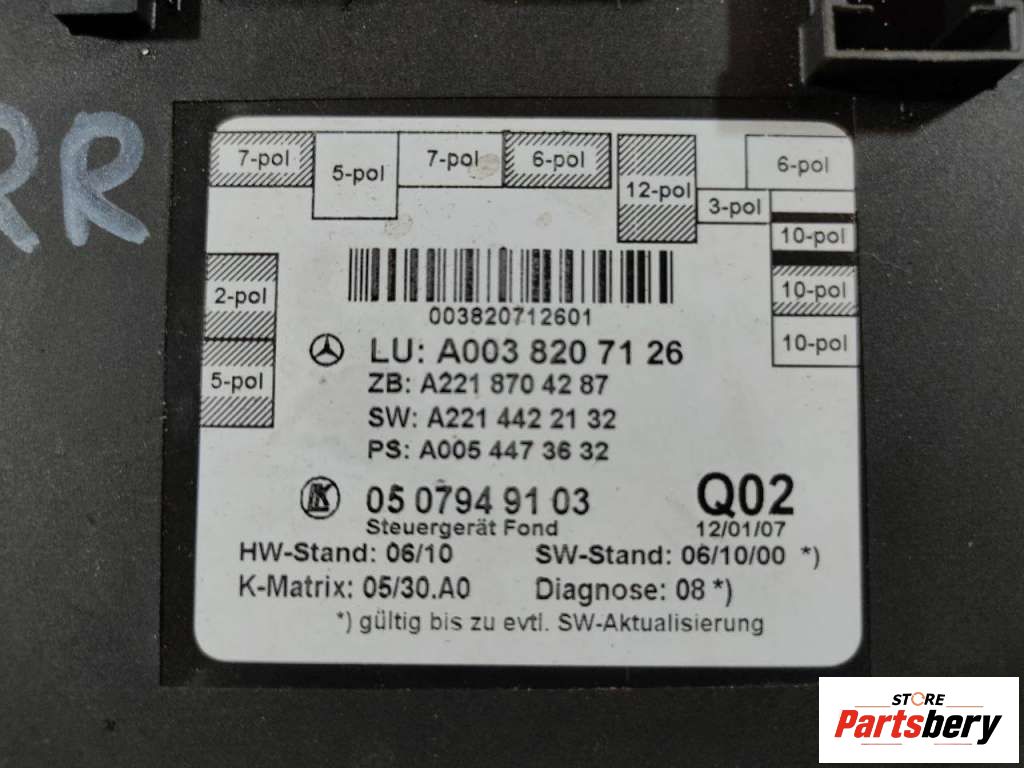 RR
7-pol
5-pol
7-pol
6-pol
12-pol
3-pol
6-pol
10-pol
10-pol
10-pol
2-pol
5-pol
003820712601
LU: A003 820 71 26
ZB: A221 870 42 87
SW: A221 442 21 32
PS: A005 447 36 32
05 0794 91 03
Q02
Steuergerät Fond
12/01/07
HW-Stand: 06/10 SW-Stand: 06/10/00 *)
K-Matrix: 05/30.A0 Diagnose: 08 *)
*) gültig bis zu evtl. SW-Aktualisierung
STORE
Partsbery